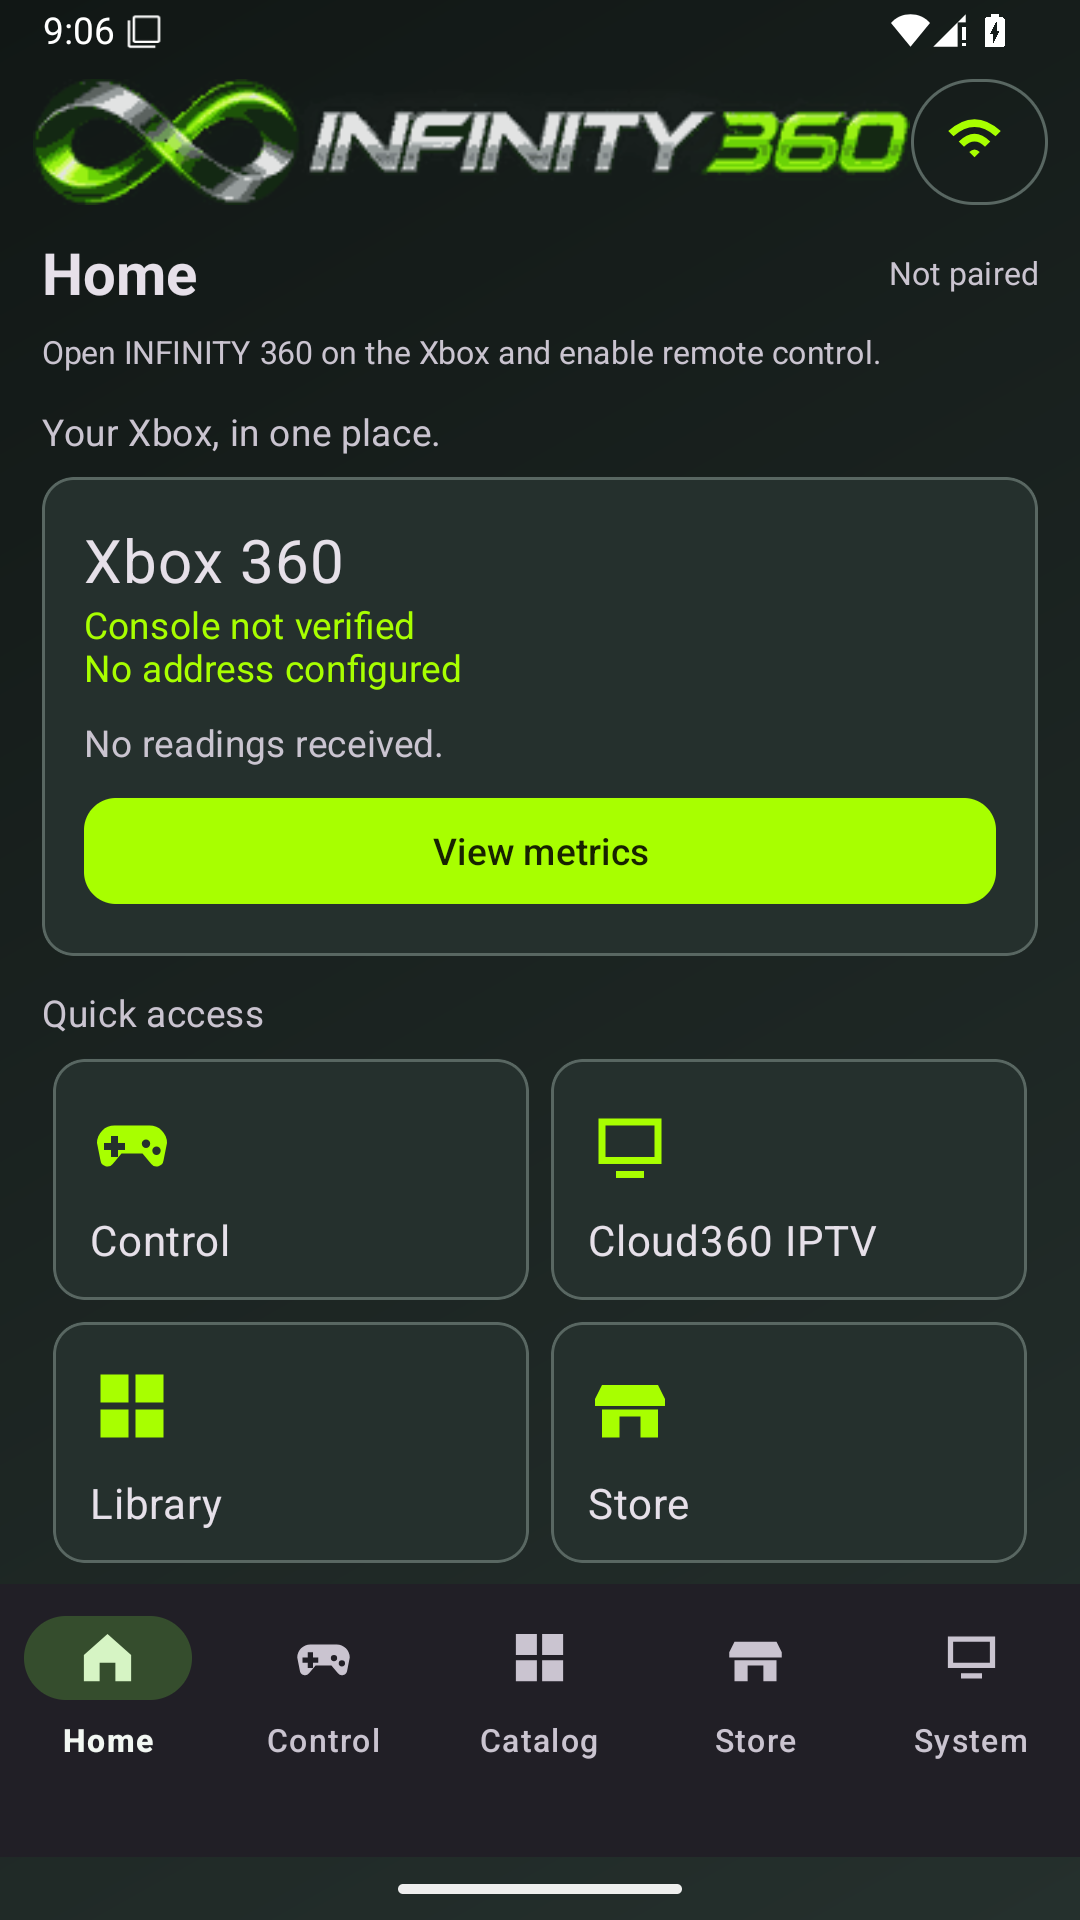 9:06
INFINITY 360
Home
Not paired
Open INFINITY 360 on the Xbox and enable remote control.
Your Xbox, in one place.
Xbox 360
Console not verified
No address configured
No readings received.
View metrics
Quick access
Control
Cloud360 IPTV
Library
Store
Home
Control
Catalog
Store
System